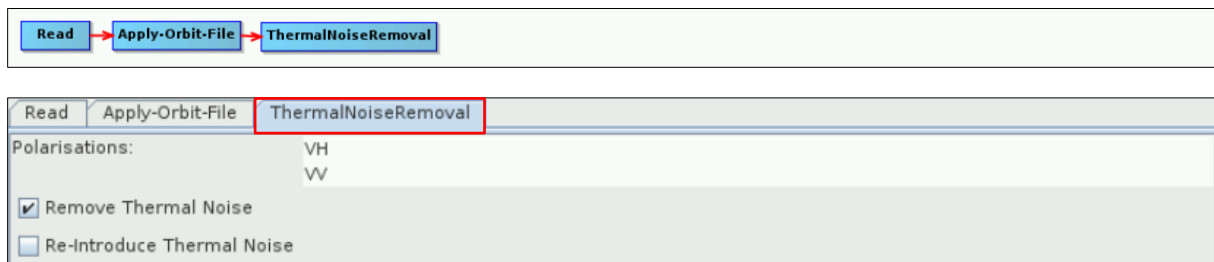 Read Apply-Orbit-File ThermalNoiseRemoval
Read Apply-Orbit-File ThermalNoiseRemoval
Polarisations: VH
VV
Remove Thermal Noise
Re-Introduce Thermal Noise